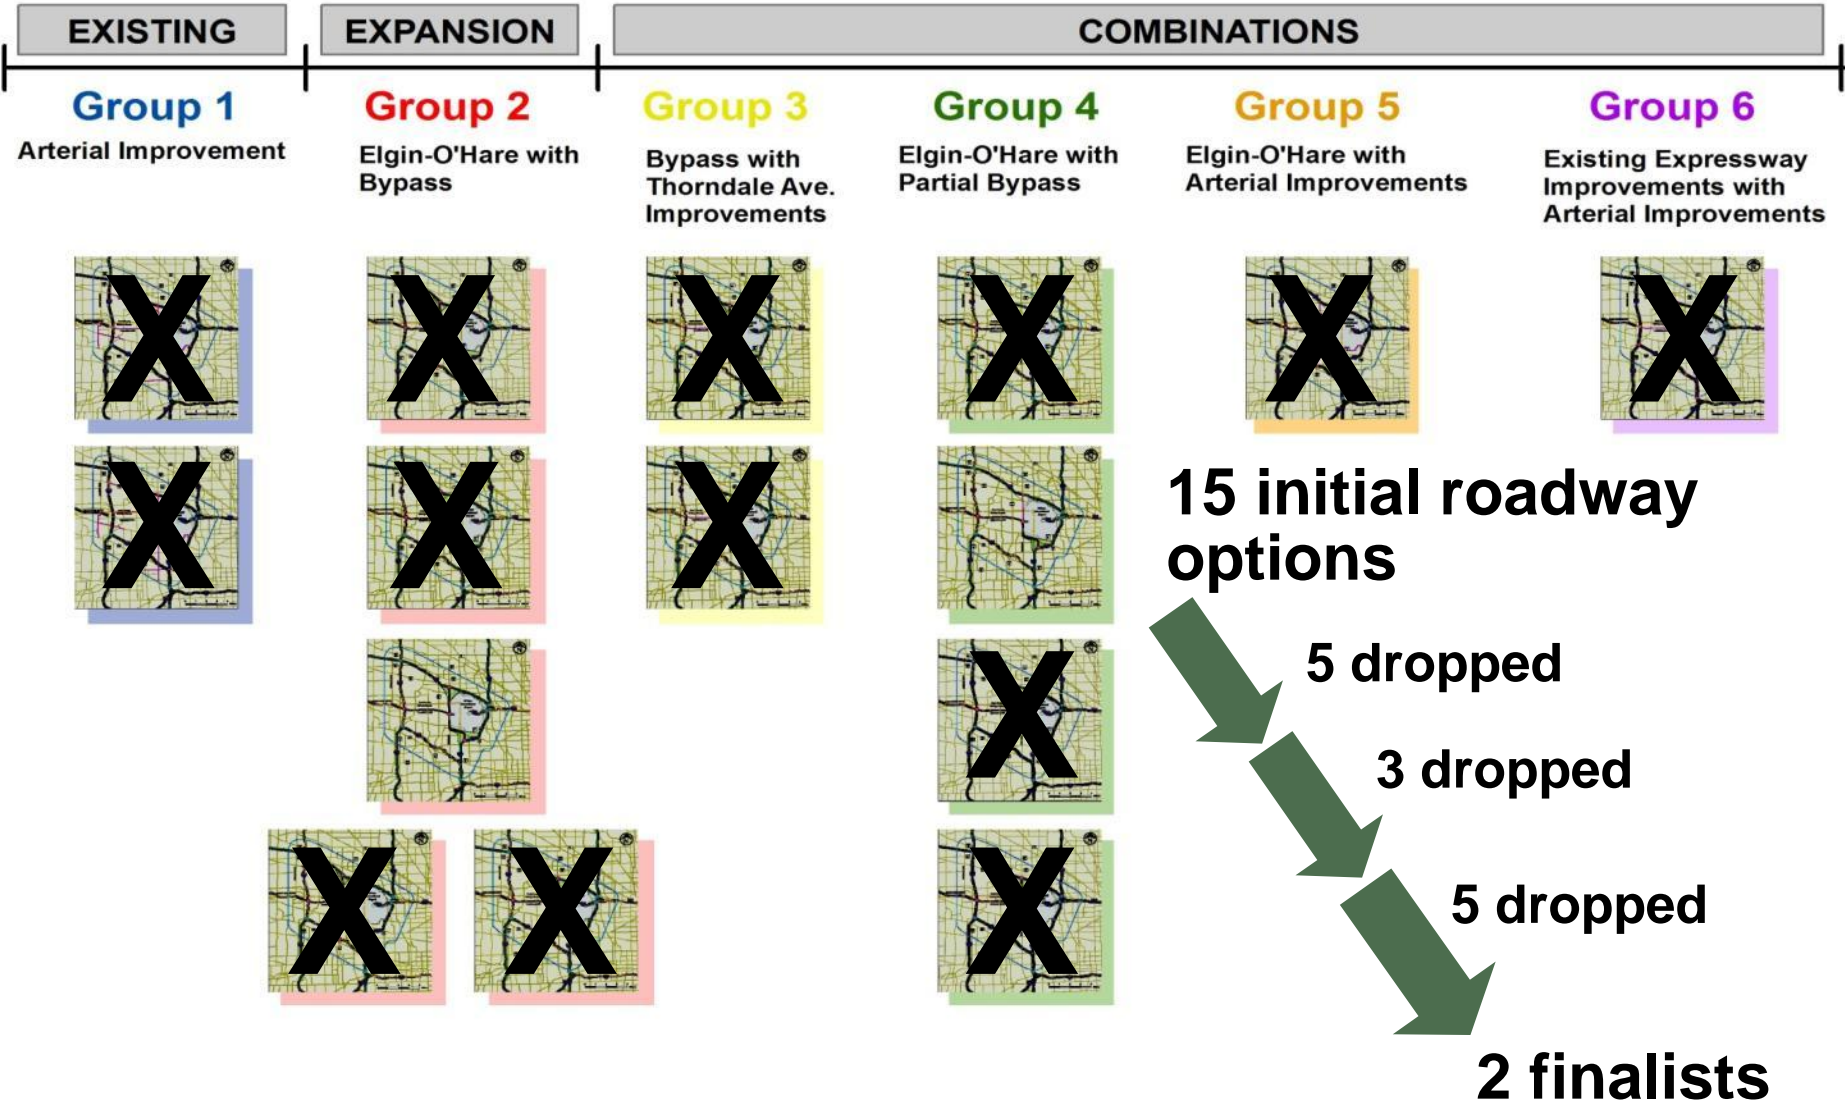 EXISTING
EXPANSION
COMBINATIONS
Group 1
Arterial Improvement
Group 2
Elgin-O'Hare with
Bypass
Group 3
Bypass with
Thorndale Ave.
Improvements
Group 4
Elgin-O'Hare with
Partial Bypass
Group 5
Elgin-O'Hare with
Arterial Improvements
Group 6
Existing Expressway
Improvements with
Arterial Improvements
X
X
X
X
X
X
X
X
X
X
X
X
X
15 initial roadway
options
5 dropped
3 dropped
5 dropped
2 finalists